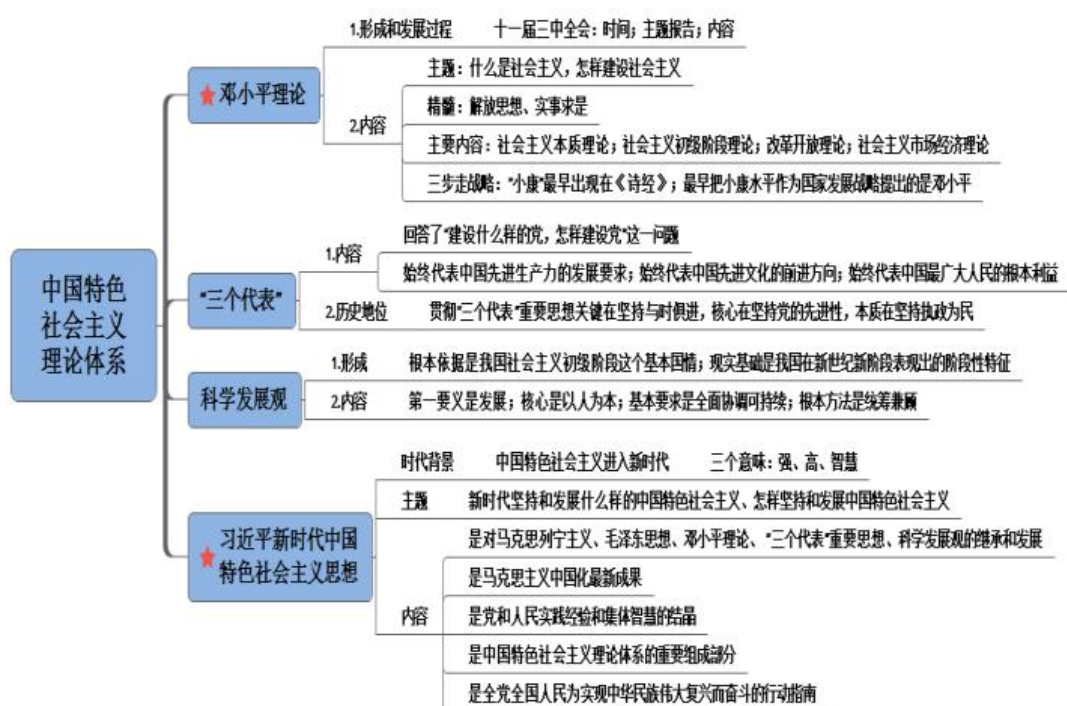 中国特色
社会主义
理论体系
★邓小平理论
1.形成和发展过程 十一届三中全会：时间；主题报告；内容
2.内容
主题：什么是社会主义，怎样建设社会主义
精髓：解放思想、实事求是
主要内容：社会主义本质理论；社会主义初级阶段理论；改革开放理论；社会主义市场经济理论
三步走战略："小康"最早出现在《诗经》；最早把小康水平作为国家发展战略提出的是邓小平
"三个代表"
1.内容
回答了"建设什么样的党，怎样建设党"这一问题
始终代表中国先进生产力的发展要求；始终代表中国先进文化的前进方向；始终代表中国最广大人民的根本利益
2.历史地位 贯彻"三个代表"重要思想关键在坚持与时俱进，核心在坚持党的先进性，本质在坚持执政为民
科学发展观
1.形成 根本依据是我国社会主义初级阶段这个基本国情；现实基础是我国在新世纪新阶段表现出的阶段性特征
2.内容 第一要义是发展；核心是以人为本；基本要求是全面协调可持续；根本方法是统筹兼顾
★习近平新时代中国
特色社会主义思想
时代背景 中国特色社会主义进入新时代 三个意味：强、高、智慧
主题 新时代坚持和发展什么样的中国特色社会主义、怎样坚持和发展中国特色社会主义
内容
是对马克思列宁主义、毛泽东思想、邓小平理论、"三个代表"重要思想、科学发展观的继承和发展
是马克思主义中国化最新成果
是党和人民实践经验和集体智慧的结晶
是中国特色社会主义理论体系的重要组成部分
是全党全国人民为实现中华民族伟大复兴而奋斗的行动指南